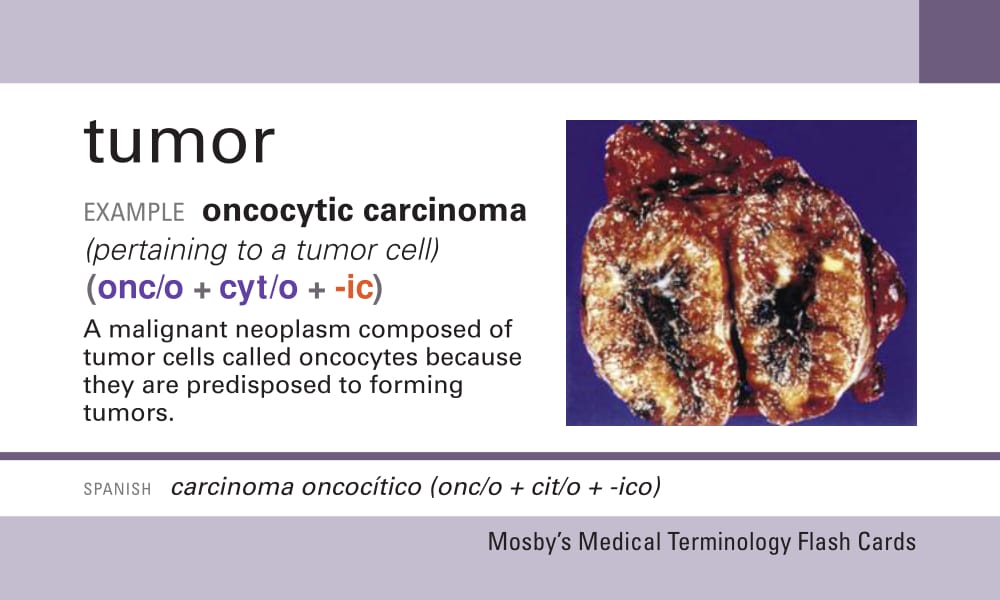 tumor
EXAMPLE oncocytic carcinoma
(pertaining to a tumor cell)
(onc/o + cyt/o + -ic)
A malignant neoplasm composed of
tumor cells called oncocytes because
they are predisposed to forming
tumors.
SPANISH carcinoma oncocítico (onc/o + cit/o + -ico)
Mosby's Medical Terminology Flash Cards